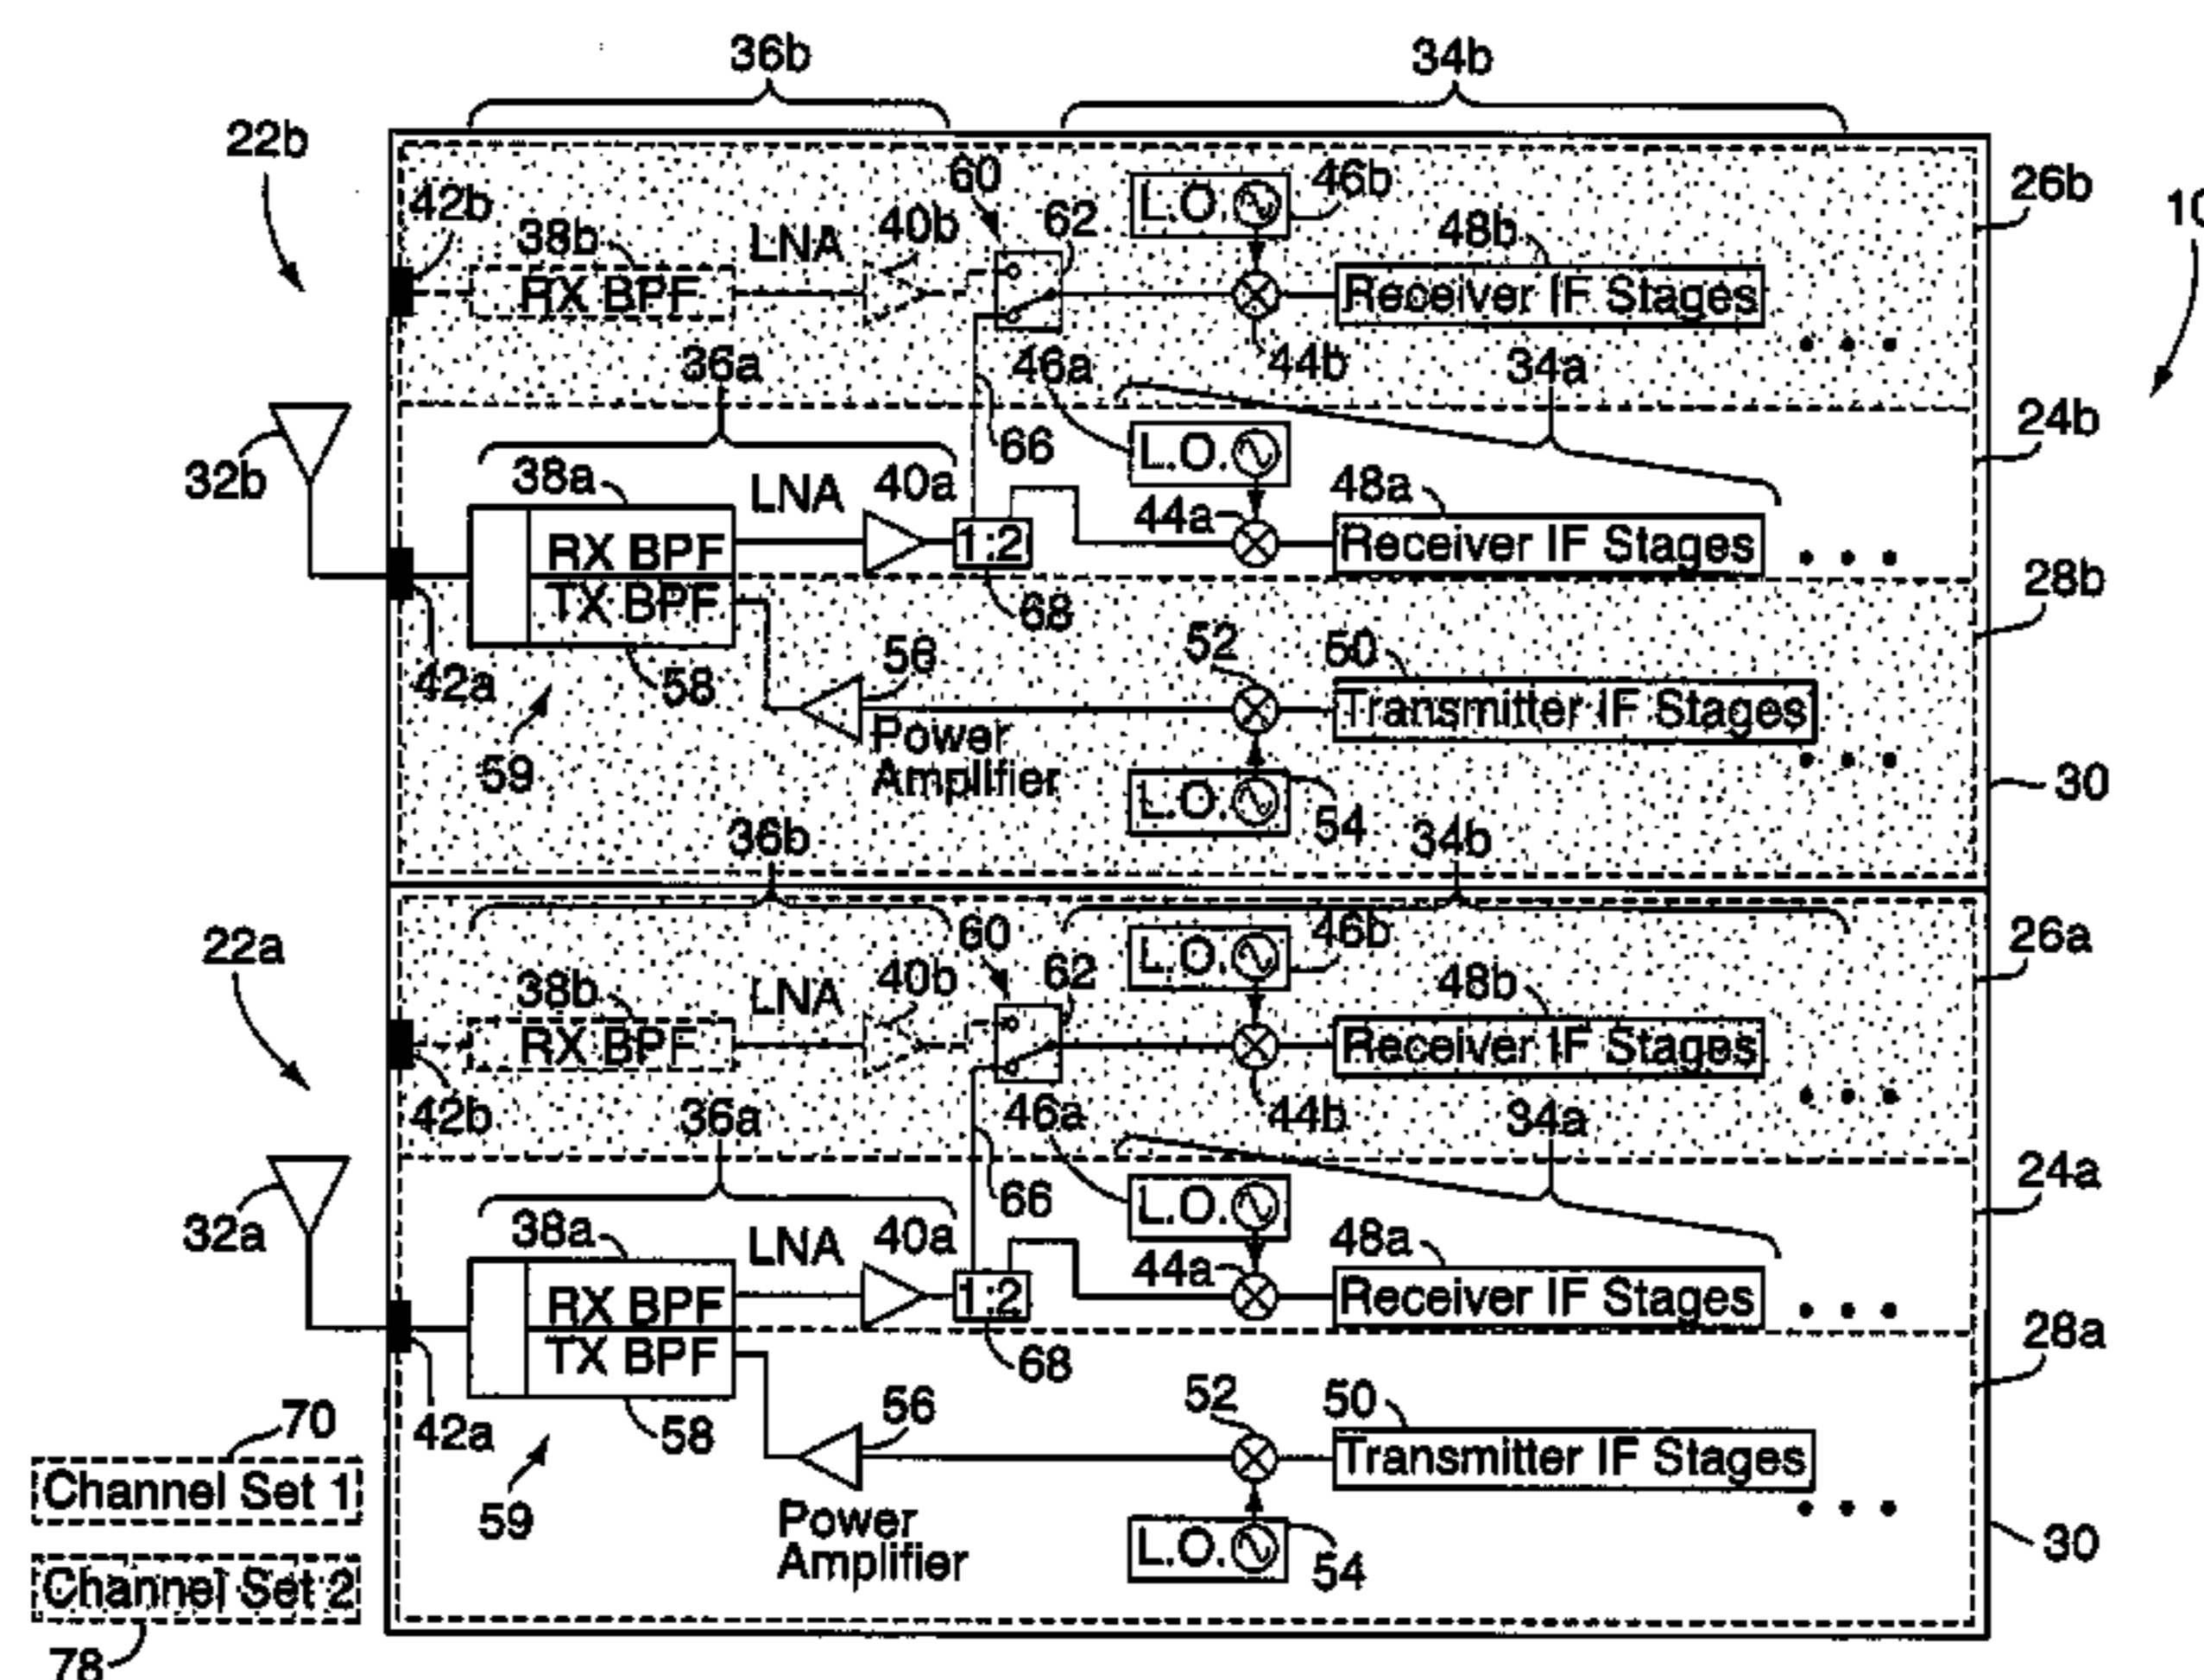 36b
34b
22b
42b
38b
LNA
40b
60
62
L.O.
46b
48b
26b
10
RX BPF
Receiver IF Stages
44b
36a
46a
34a
24b
32b
66
L.O.
38a
LNA
40a
44a
48a
RX BPF
1:2
Receiver IF Stages
28b
TX BPF
68
42a
58
56
52
50
Transmitter IF Stages
59
Power
Amplifier
L.O.
54
30
36b
34b
22a
60
62
L.O.
46b
26a
38b
LNA
40b
48b
RX BPF
Receiver IF Stages
42b
36a
46a
44b
34a
24a
32a
66
L.O.
38a
LNA
40a
44a
48a
RX BPF
1:2
Receiver IF Stages
28a
TX BPF
68
42a
58
56
52
50
Transmitter IF Stages
70
Channel Set 1
59
Power
Amplifier
L.O.
54
30
Channel Set 2
78